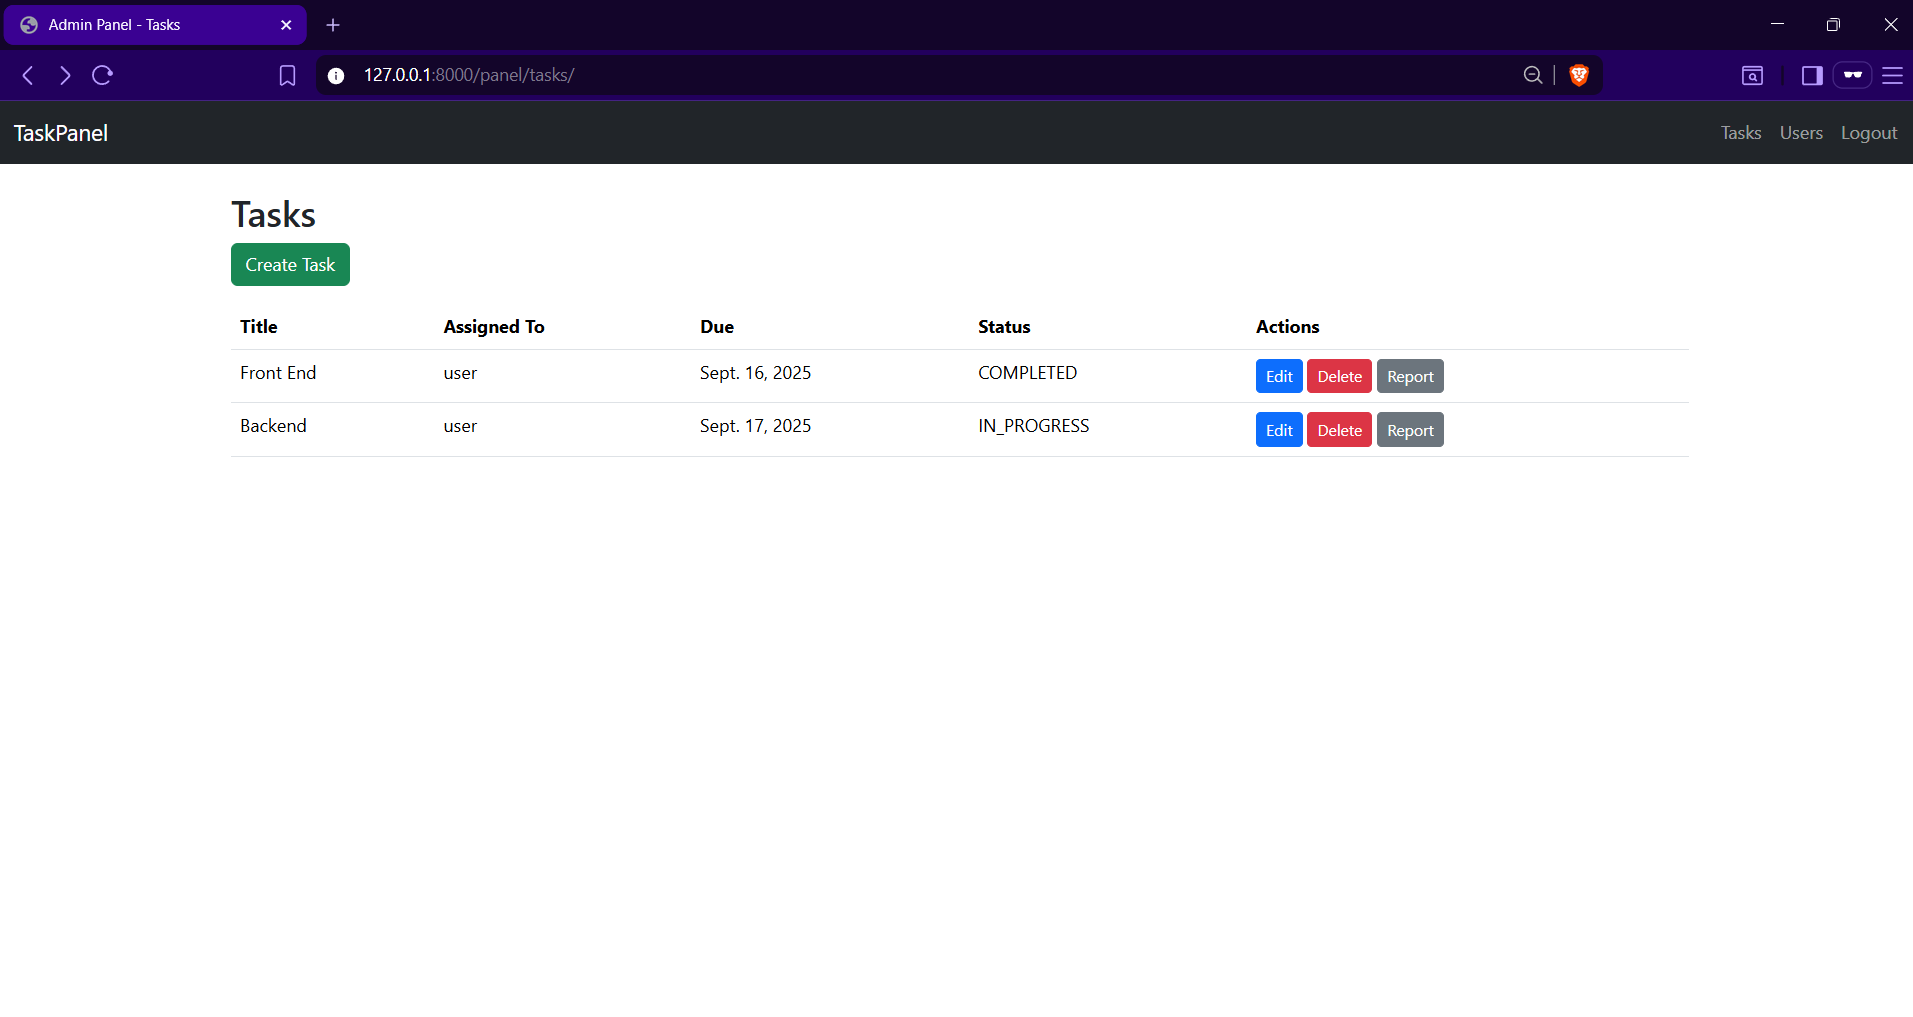 Admin Panel - Tasks
127.0.0.1:8000/panel/tasks/
TaskPanel Tasks Users Logout
Tasks
Create Task
Title Assigned To Due Status Actions
Front End user Sept. 16, 2025 COMPLETED Edit Delete Report
Backend user Sept. 17, 2025 IN_PROGRESS Edit Delete Report